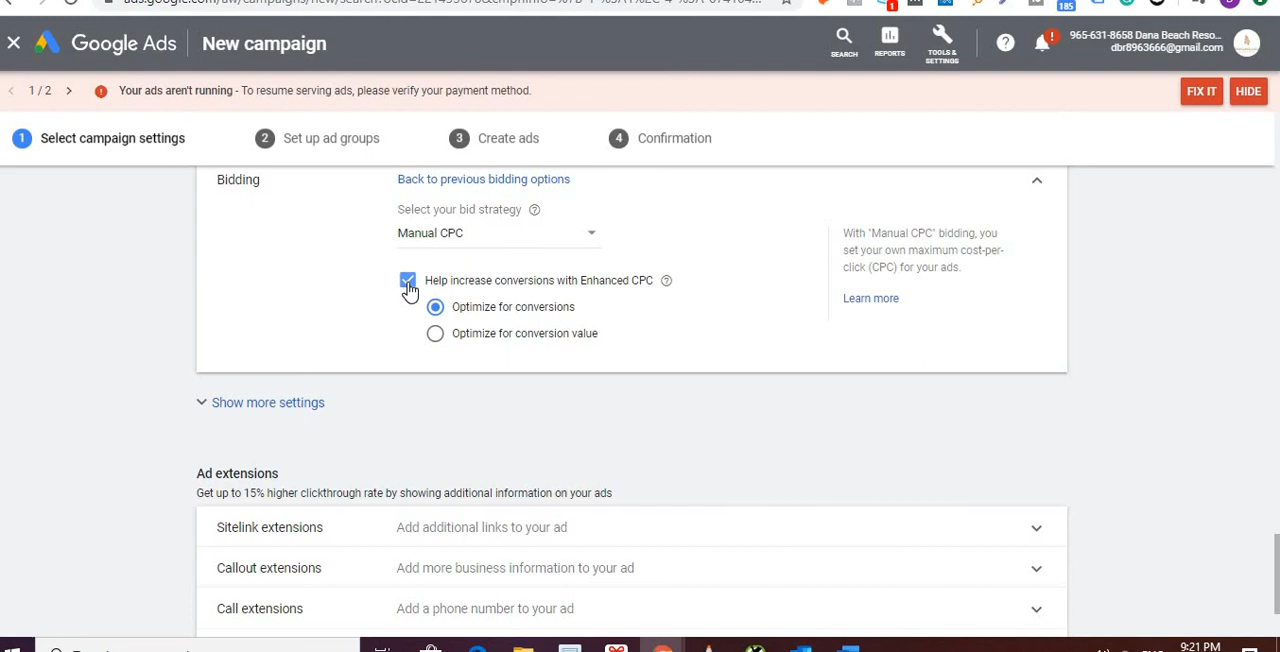 Google Ads
New campaign
SEARCH
REPORTS
TOOLS &
SETTINGS
965-631-8658 Dana Beach Reso...
dbr8963666@gmail.com
1 / 2
Your ads aren't running - To resume serving ads, please verify your payment method.
FIX IT
HIDE
1 Select campaign settings
2 Set up ad groups
3 Create ads
4 Confirmation
Bidding
Back to previous bidding options
Select your bid strategy
Manual CPC
Help increase conversions with Enhanced CPC
Optimize for conversions
Optimize for conversion value
With "Manual CPC" bidding, you
set your own maximum cost-per-
click (CPC) for your ads.
Learn more
Show more settings
Ad extensions
Get up to 15% higher clickthrough rate by showing additional information on your ads
Sitelink extensions
Add additional links to your ad
Callout extensions
Add more business information to your ad
Call extensions
Add a phone number to your ad
9:21 PM